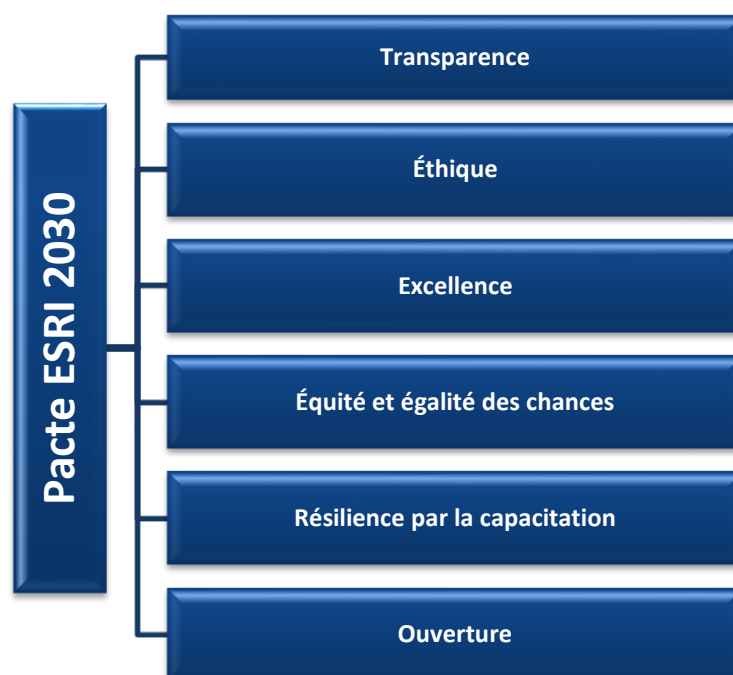 Pacte ESRI 2030
Transparence
Éthique
Excellence
Équité et égalité des chances
Résilience par la capacitation
Ouverture